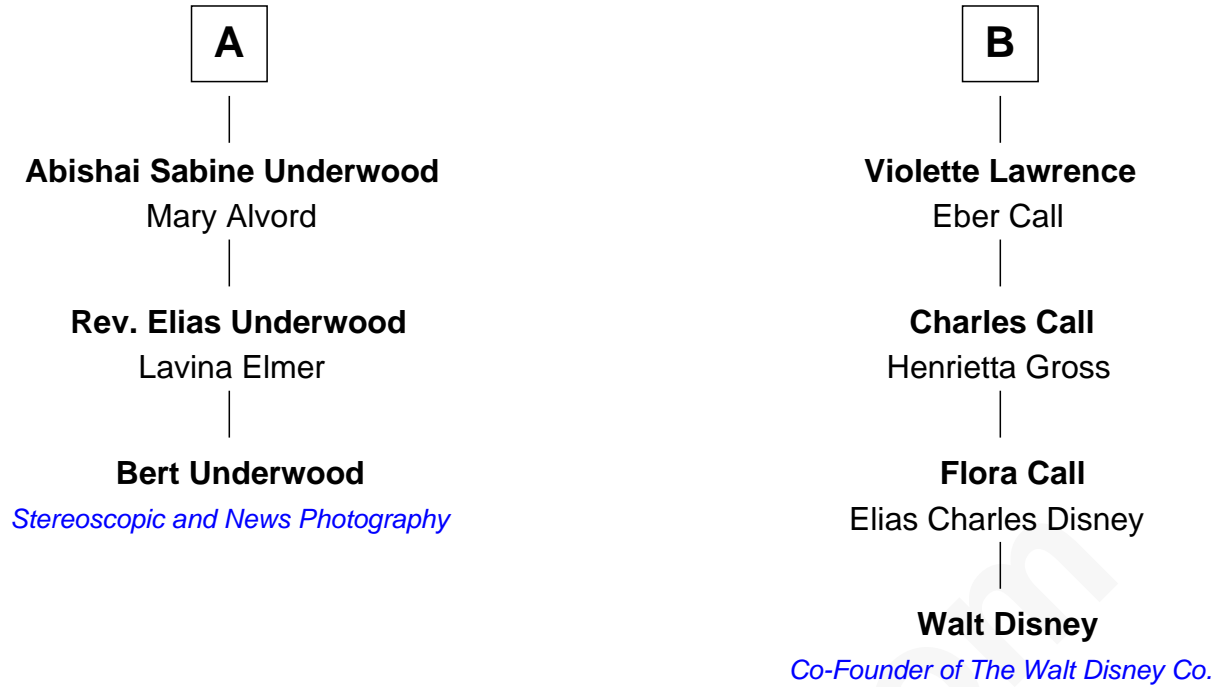 A
Abishai Sabine Underwood
Mary Alvord
Rev. Elias Underwood
Lavina Elmer
Bert Underwood
Stereoscopic and News Photography
B
Violette Lawrence
Eber Call
Charles Call
Henrietta Gross
Flora Call
Elias Charles Disney
Walt Disney
Co-Founder of The Walt Disney Co.